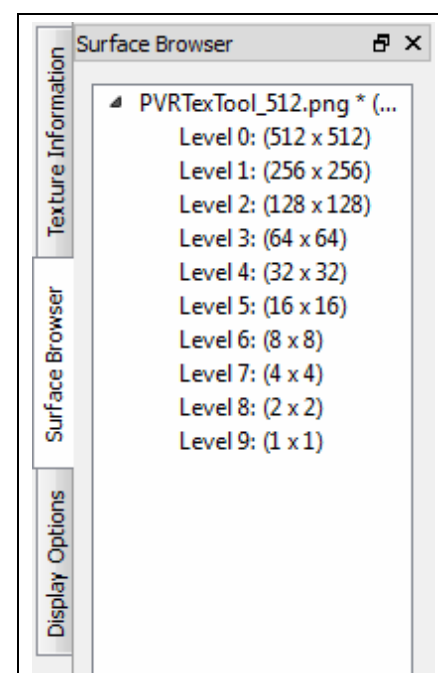 Surface Browser
Texture Information
Surface Browser
Display Options
PVRTexTool_512.png * (...
Level 0: (512 x 512)
Level 1: (256 x 256)
Level 2: (128 x 128)
Level 3: (64 x 64)
Level 4: (32 x 32)
Level 5: (16 x 16)
Level 6: (8 x 8)
Level 7: (4 x 4)
Level 8: (2 x 2)
Level 9: (1 x 1)